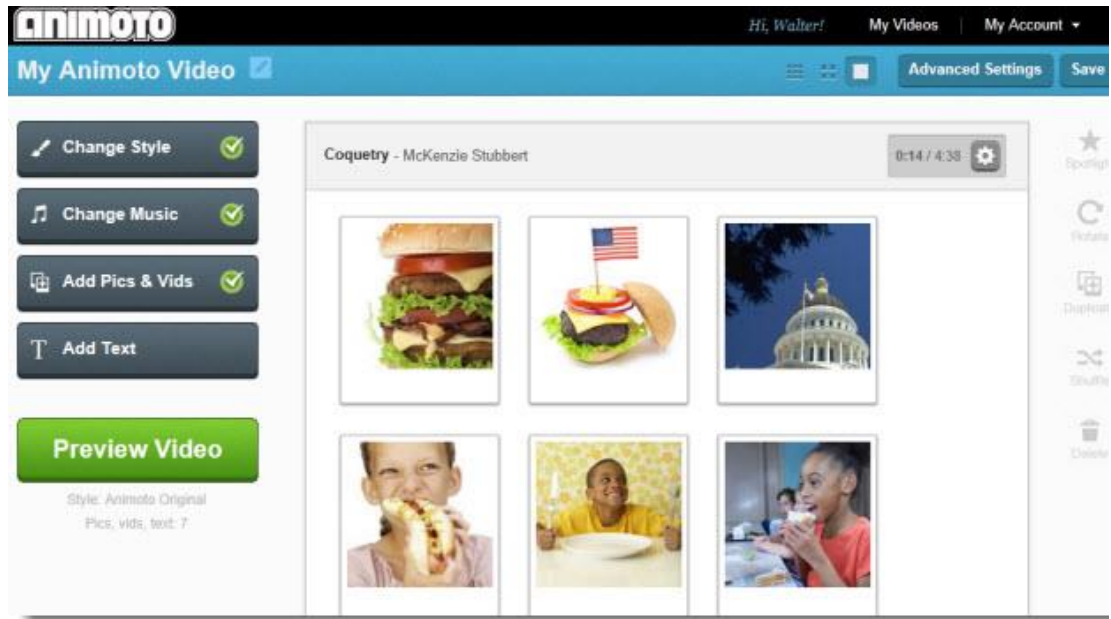 animoto
Hi, Walter! My Videos | My Account
My Animoto Video
Advanced Settings Save
Change Style
Change Music
Add Pics & Vids
T Add Text
Preview Video
Style: Animoto Original
Pics, vids, text: 7
Coquetry - McKenzie Stubbert
0:14 / 4:38
Spotlight
Rotate
Duplicate
Shuffle
Delete